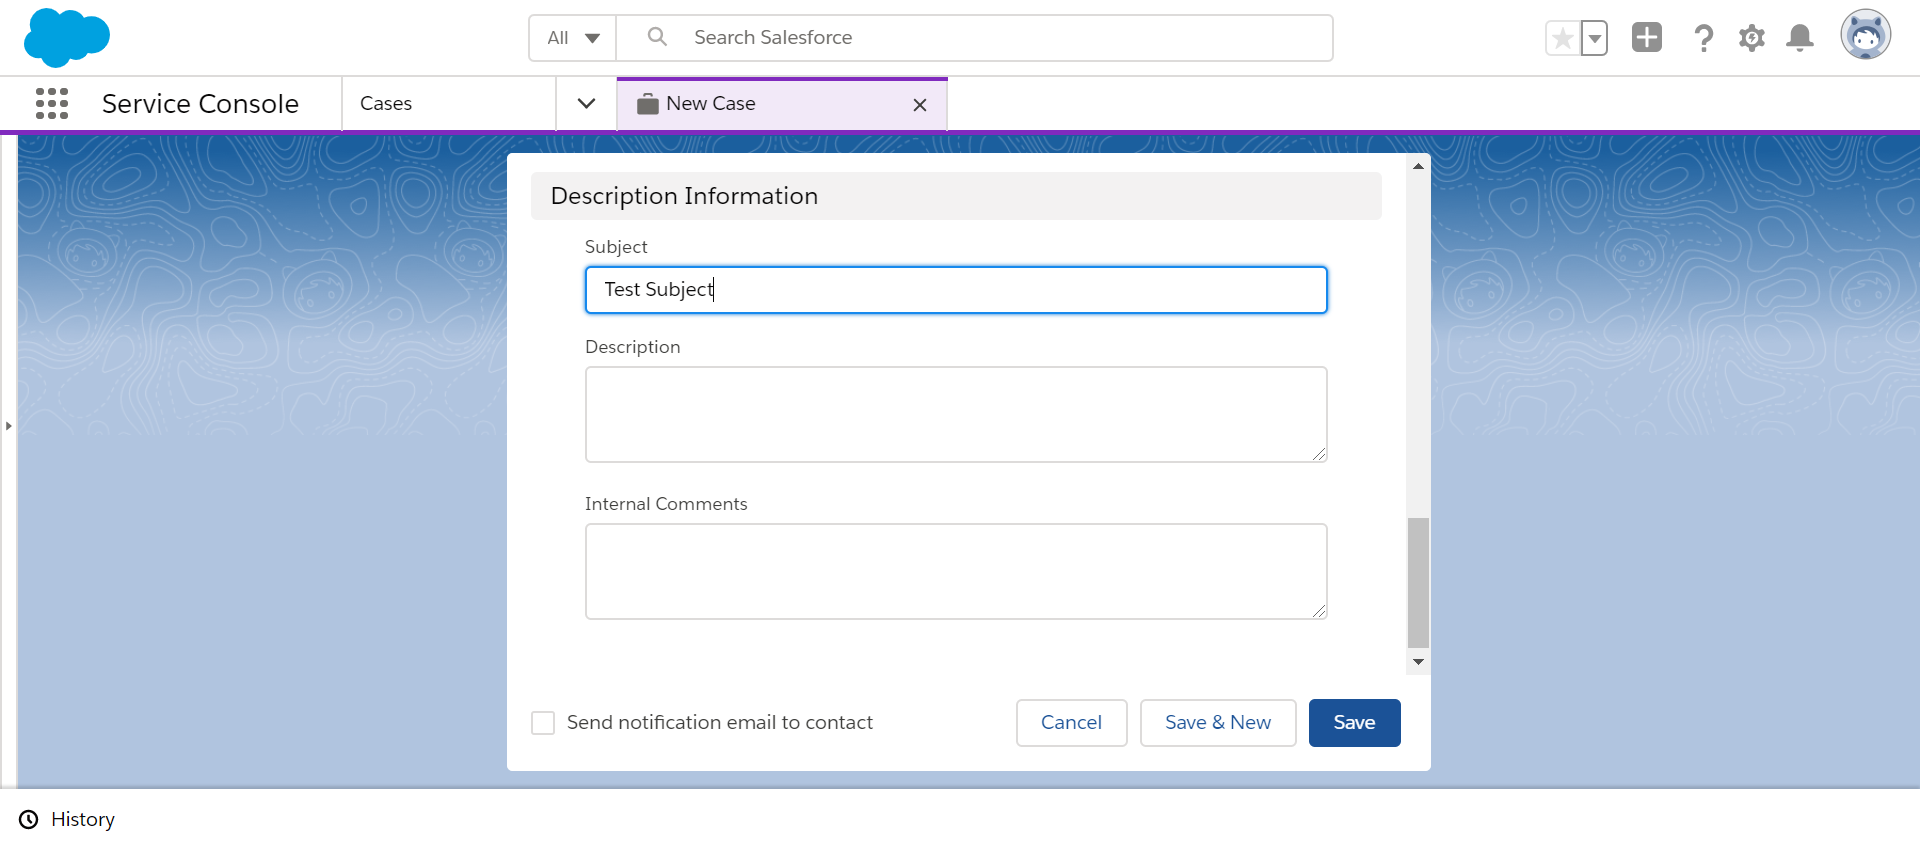 All
Search Salesforce
Service Console
Cases
New Case
Description Information
Subject
Test Subject
Description
Internal Comments
Send notification email to contact
Cancel
Save & New
Save
History